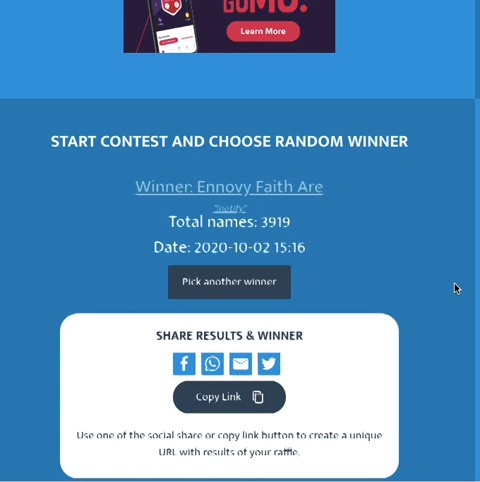 GOMO.
Learn More
START CONTEST AND CHOOSE RANDOM WINNER
Winner: Ennovy Faith Are
"Inotify"
Total names: 3919
Date: 2020-10-02 15:16
Pick another winner
SHARE RESULTS & WINNER
Copy Link
Use one of the social share or copy link button to create a unique
URL with results of your raffle.